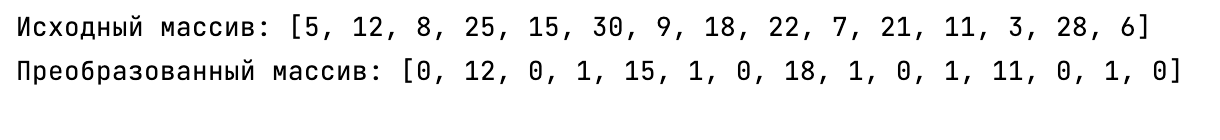 Исходный массив: [5, 12, 8, 25, 15, 30, 9, 18, 22, 7, 21, 11, 3, 28, 6]
Преобразованный массив: [0, 12, 0, 1, 15, 1, 0, 18, 1, 0, 1, 11, 0, 1, 0]